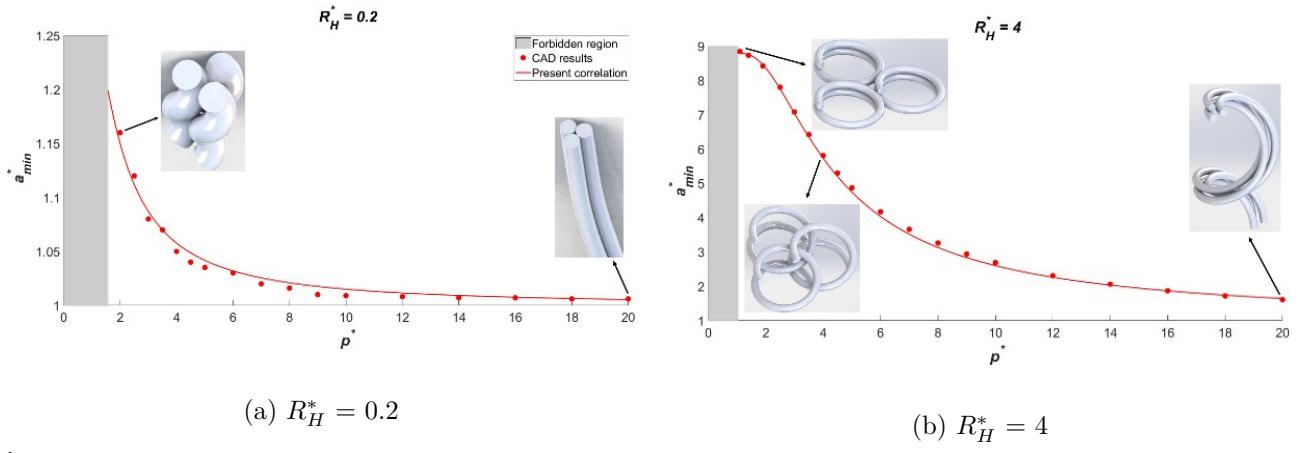 R*H = 0.2
1.25
1.2
1.15
1.1
1.05
1
a*min
0 2 4 6 8 10 12 14 16 18 20
p*
Forbidden region
CAD results
Present correlation
(a) R*H = 0.2
R*H = 4
9
8
7
6
5
4
3
2
1
a*min
0 2 4 6 8 10 12 14 16 18 20
p*
(b) R*H = 4